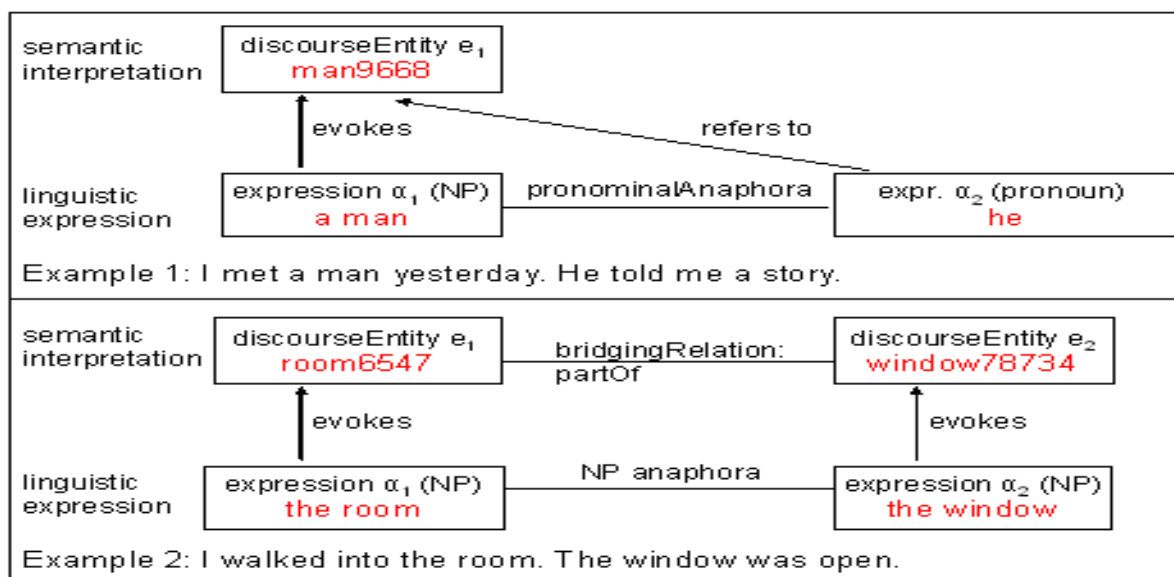 semantic
interpretation
discourseEntity e₁
man9668
evokes
refers to
linguistic
expression
expression α₁ (NP)
a man
pronominalAnaphora
expr. α₂ (pronoun)
he
Example 1: I met a man yesterday. He told me a story.
semantic
interpretation
discourseEntity e₁
room6547
bridgingRelation:
partOf
discourseEntity e₂
window78734
evokes
evokes
linguistic
expression
expression α₁ (NP)
the room
NP anaphora
expression α₂ (NP)
the window
Example 2: I walked into the room. The window was open.